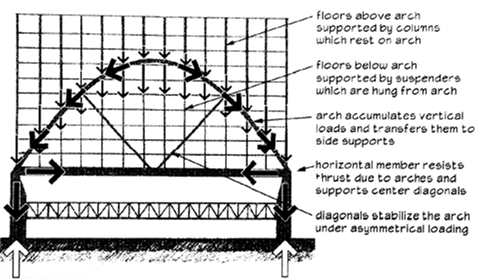 floors above arch
supported by columns
which rest on arch
floors below arch
supported by suspenders
which are hung from arch
arch accumulates vertical
loads and transfers them to
side supports
horizontal member resists
thrust due to arches and
supports center diagonals
diagonals stabilize the arch
under asymmetrical loading